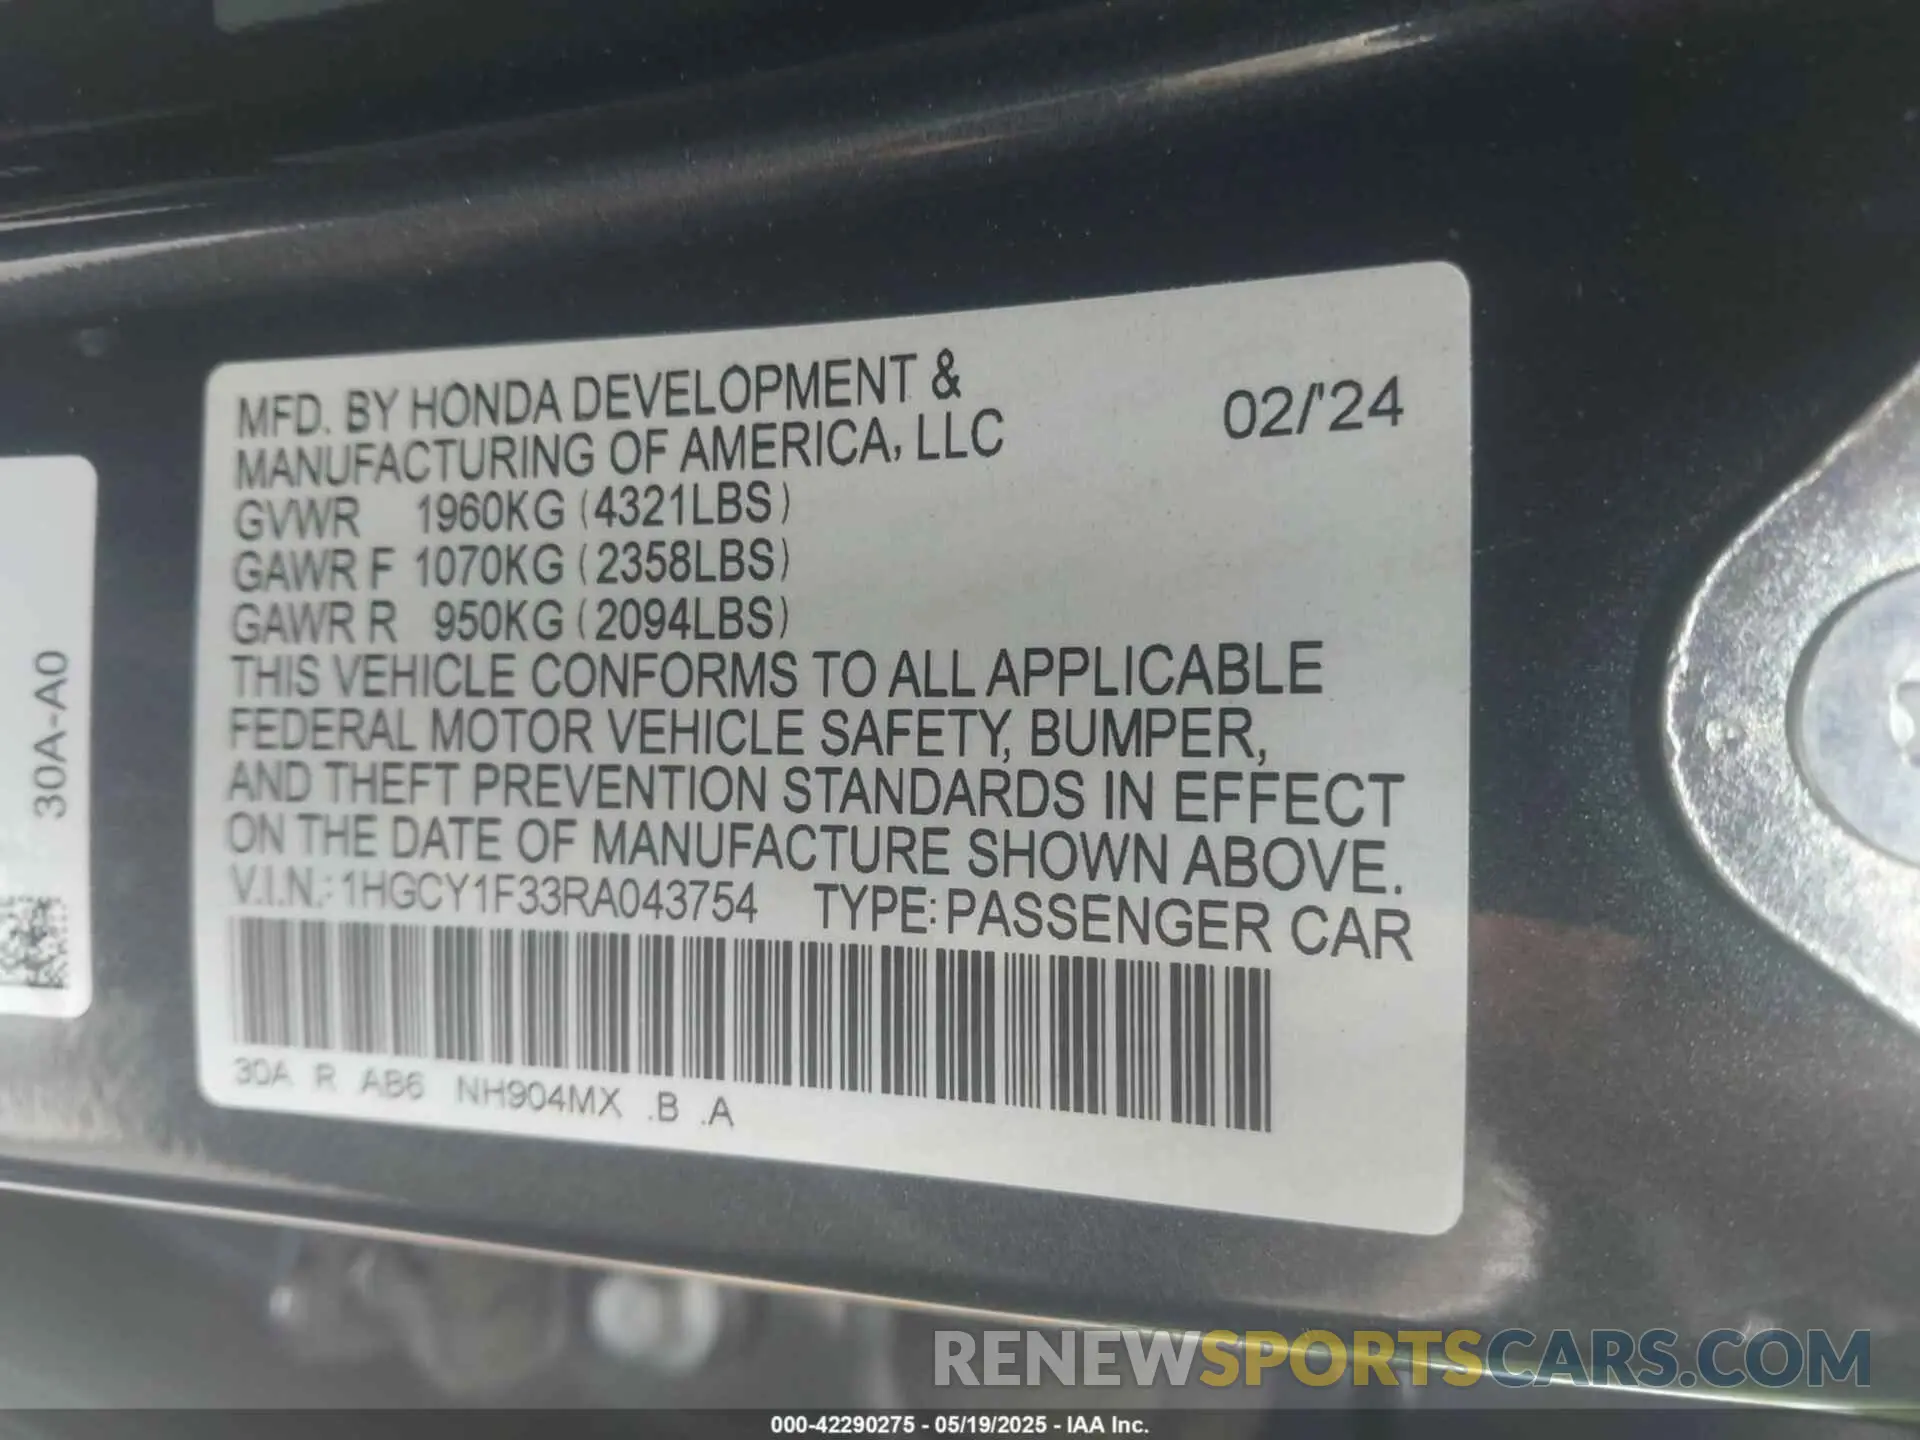 MFD. BY HONDA DEVELOPMENT &
MANUFACTURING OF AMERICA, LLC
02/'24
GVWR 1960KG (4321LBS)
GAWR F 1070KG (2358LBS)
GAWR R 950KG (2094LBS)
THIS VEHICLE CONFORMS TO ALL APPLICABLE
FEDERAL MOTOR VEHICLE SAFETY, BUMPER,
AND THEFT PREVENTION STANDARDS IN EFFECT
ON THE DATE OF MANUFACTURE SHOWN ABOVE.
V.I.N.: 1HGCY1F33RA043754 TYPE: PASSENGER CAR
30A R AB6 NH904MX .B .A
30A-A0
RENEWSPORTSCARS.COM
000-42290275 - 05/19/2025 - IAA Inc.